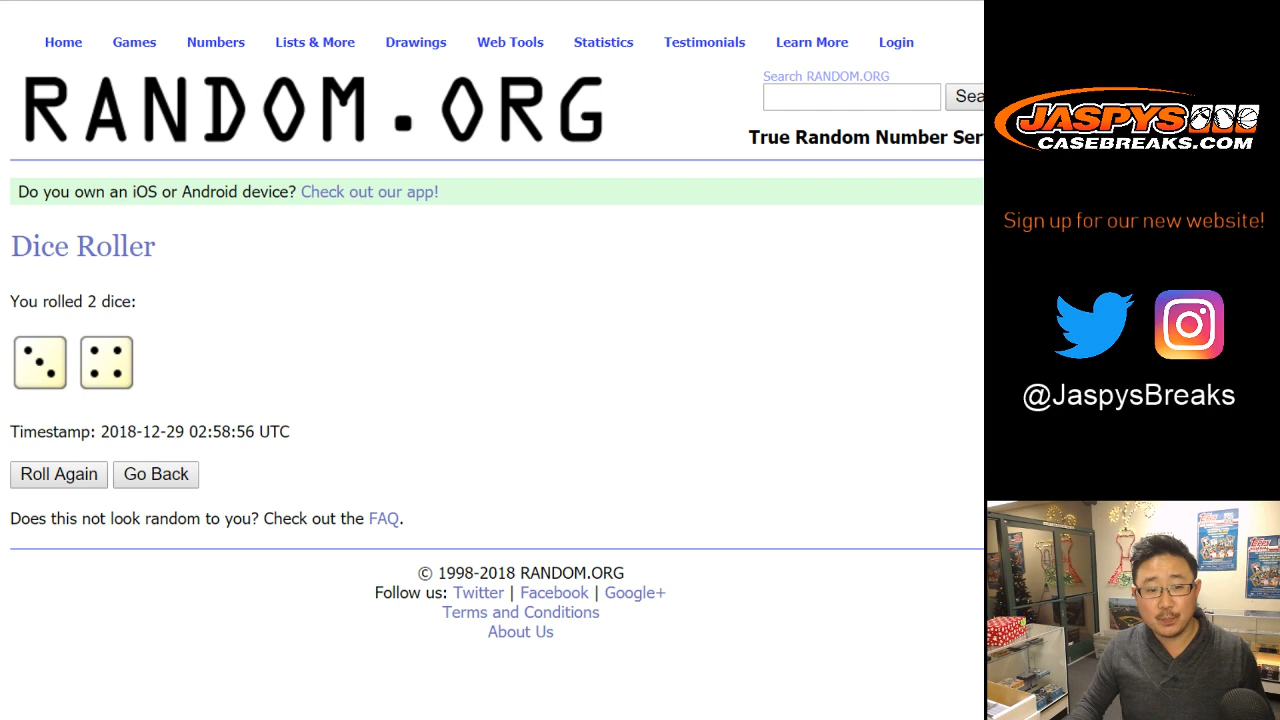 Home Games Numbers Lists & More Drawings Web Tools Statistics Testimonials Learn More Login
RANDOM.ORG
Search RANDOM.ORG
Sea
True Random Number Ser
Do you own an iOS or Android device? Check out our app!
Dice Roller
You rolled 2 dice:
Timestamp: 2018-12-29 02:58:56 UTC
Roll Again Go Back
Does this not look random to you? Check out the FAQ.
© 1998-2018 RANDOM.ORG
Follow us: Twitter | Facebook | Google+
Terms and Conditions
About Us
JASPYS
CASEBREAKS.COM
Sign up for our new website!
@JaspysBreaks